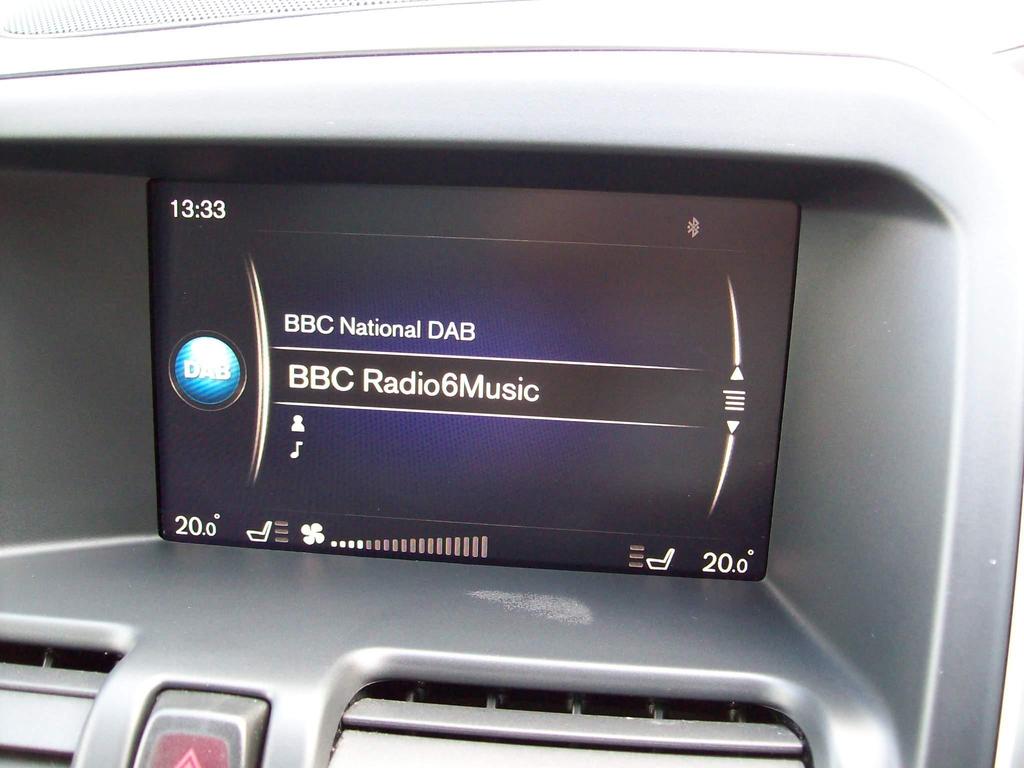 13:33
BBC National DAB
DAB
BBC Radio6Music
20.0°
20.0°